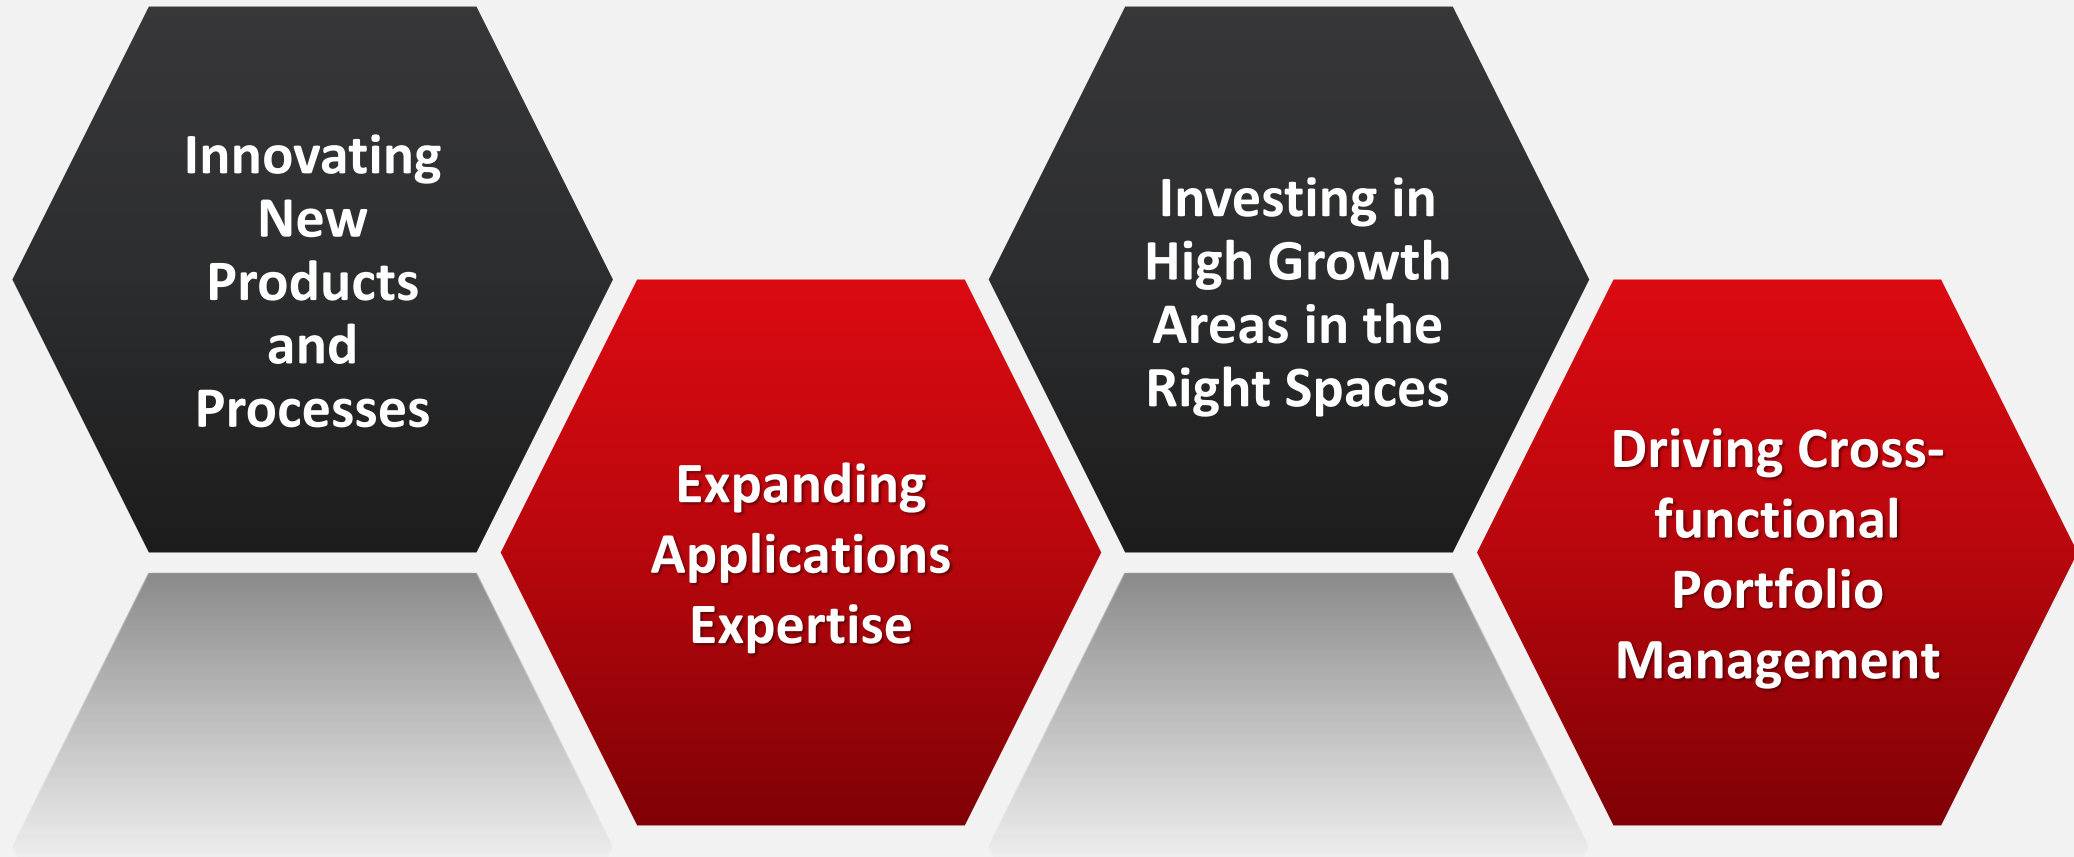 Innovating
New
Products
and
Processes
Expanding
Applications
Expertise
Investing in
High Growth
Areas in the
Right Spaces
Driving Cross-
functional
Portfolio
Management